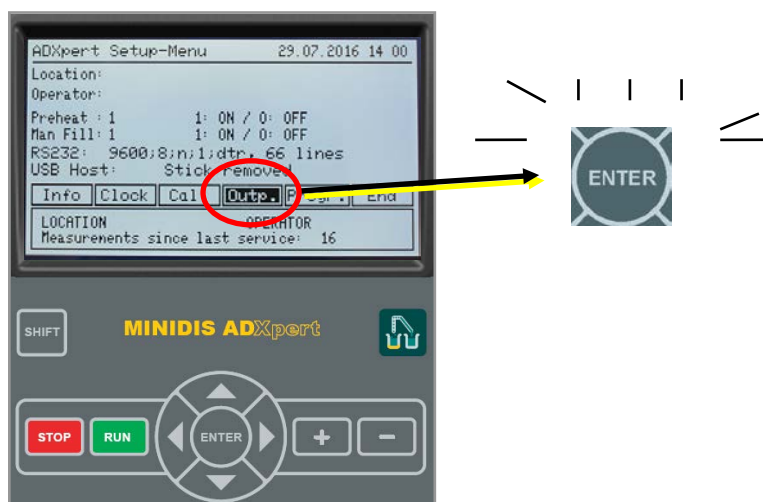 ADXpert Setup-Menu 29.07.2016 14 00
Location:
Operator:
Preheat : 1 1: ON / 0: OFF
Man Fill: 1 1: ON / 0: OFF
RS232: 9600;8;n;1;dtr, 66 lines
USB Host: Stick removed
Info Clock Cal Outp. End
LOCATION OPERATOR
Measurements since last service: 16
ENTER
SHIFT
MINIDIS ADXpert
STOP RUN ENTER + -